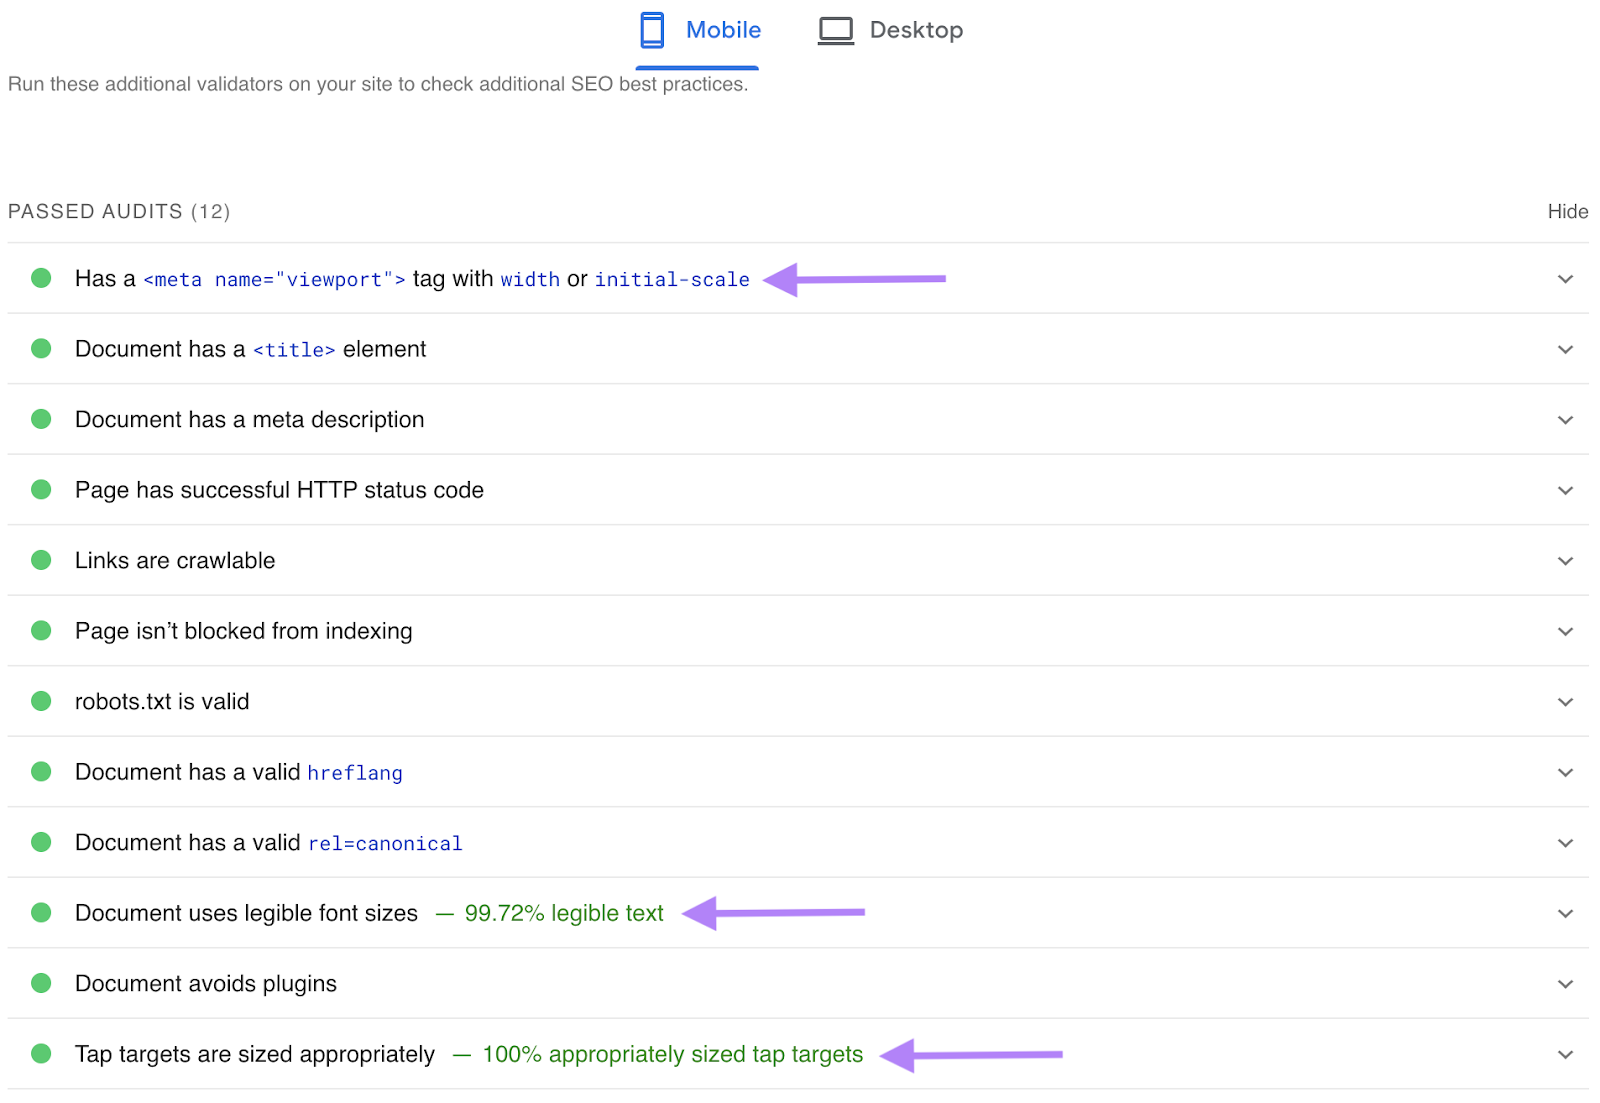 Mobile Desktop
Run these additional validators on your site to check additional SEO best practices.
PASSED AUDITS (12) Hide
Has a <meta name="viewport"> tag with width or initial-scale
Document has a <title> element
Document has a meta description
Page has successful HTTP status code
Links are crawlable
Page isn’t blocked from indexing
robots.txt is valid
Document has a valid hreflang
Document has a valid rel=canonical
Document uses legible font sizes — 99.72% legible text
Document avoids plugins
Tap targets are sized appropriately — 100% appropriately sized tap targets